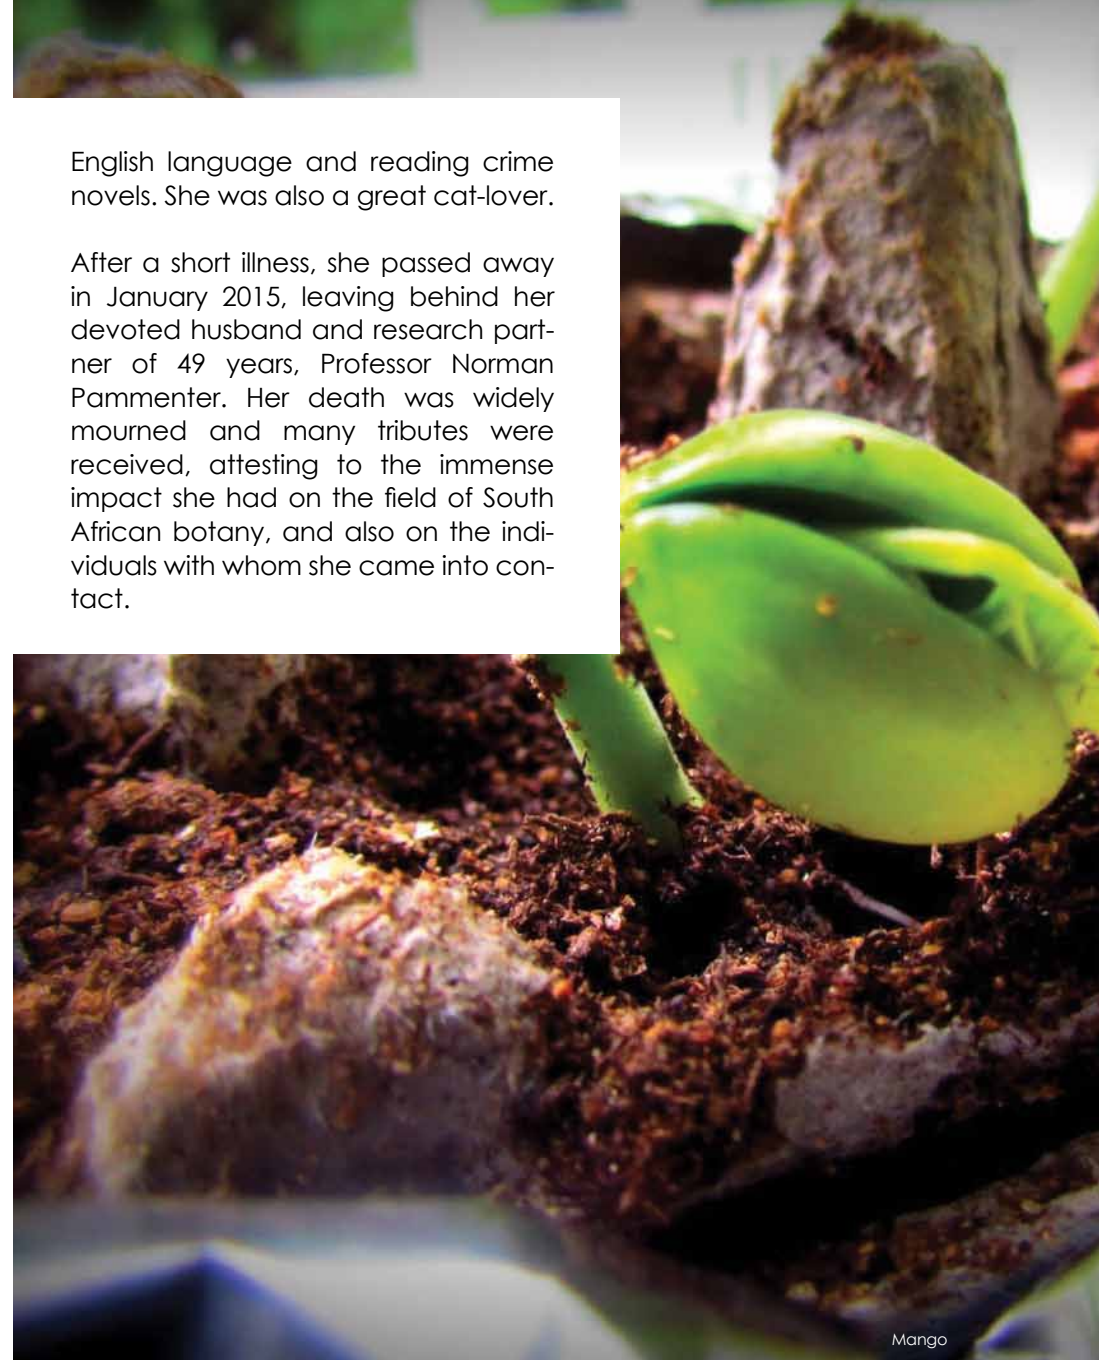 English language and reading crime
novels. She was also a great cat-lover.
After a short illness, she passed away
in January 2015, leaving behind her
devoted husband and research part-
ner of 49 years, Professor Norman
Pammenter. Her death was widely
mourned and many tributes were
received, attesting to the immense
impact she had on the field of South
African botany, and also on the indi-
viduals with whom she came into con-
tact.
Mango